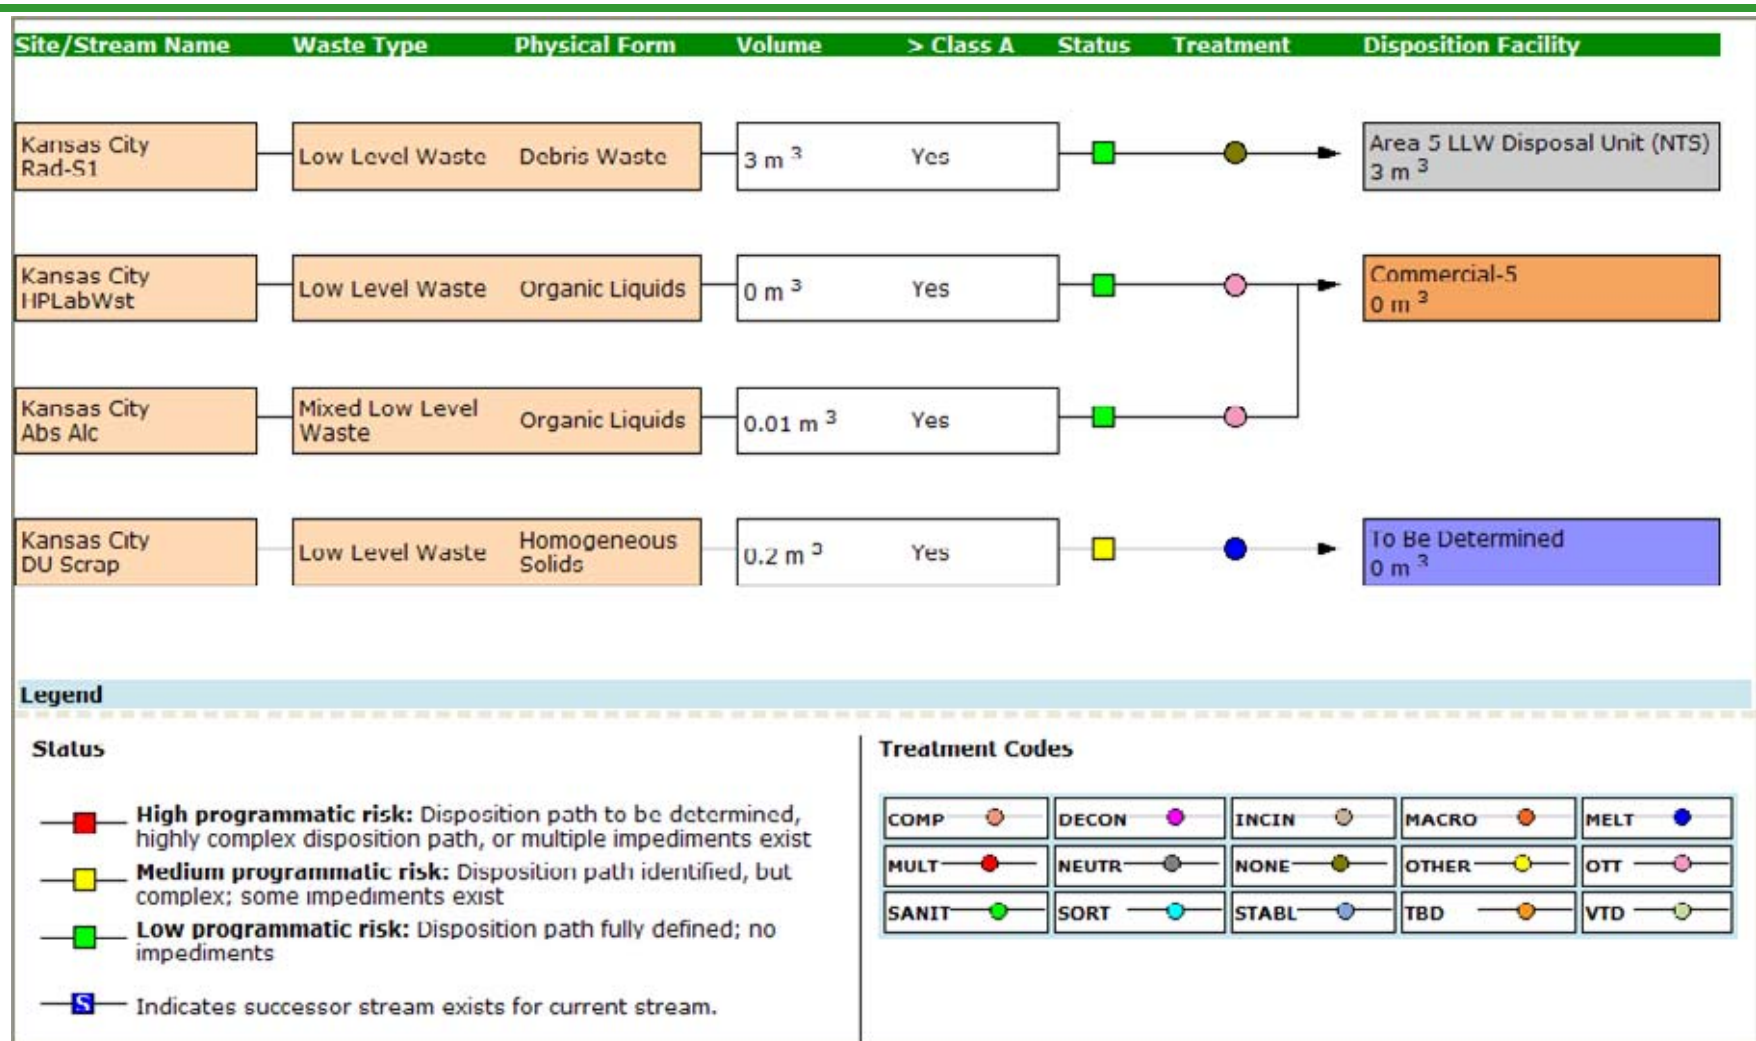 Site/Stream Name Waste Type Physical Form Volume > Class A Status Treatment Disposition Facility
Kansas City
Rad-S1
Low Level Waste Debris Waste
3 m 3 Yes
Area 5 LLW Disposal Unit (NTS)
3 m 3
Kansas City
HPLabWst
Low Level Waste Organic Liquids
0 m 3 Yes
Commercial-5
0 m 3
Kansas City
Abs Alc
Mixed Low Level
Waste
Organic Liquids
0.01 m 3 Yes
Kansas City
DU Scrap
Low Level Waste
Homogeneous
Solids
0.2 m 3 Yes
To Be Determined
0 m 3
Legend
Status
High programmatic risk: Disposition path to be determined,
highly complex disposition path, or multiple impediments exist
Medium programmatic risk: Disposition path identified, but
complex; some impediments exist
Low programmatic risk: Disposition path fully defined; no
impediments
S Indicates successor stream exists for current stream.
Treatment Codes
COMP DECON INCIN MACRO MELT
MULT NEUTR NONE OTHER OTT
SANIT SORT STABL TBD VTD